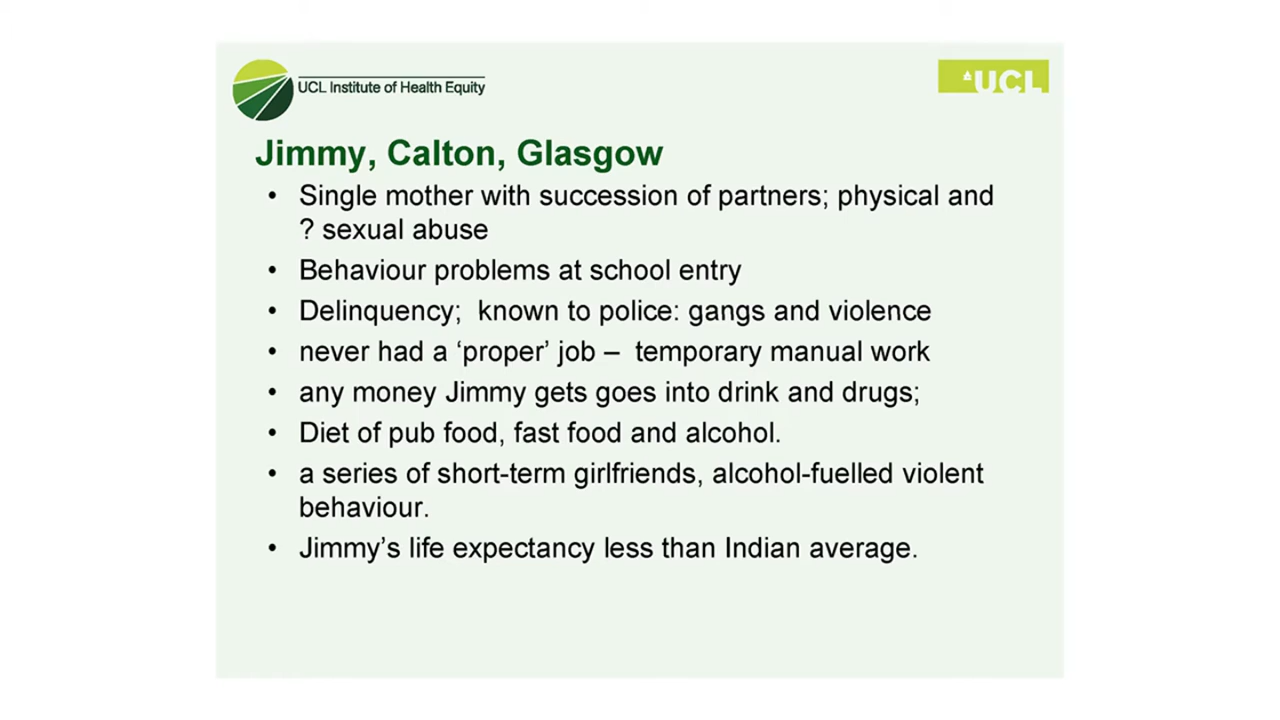 UCL Institute of Health Equity
UCL
Jimmy, Calton, Glasgow
• Single mother with succession of partners; physical and
? sexual abuse
• Behaviour problems at school entry
• Delinquency;  known to police: gangs and violence
• never had a ‘proper’ job –  temporary manual work
• any money Jimmy gets goes into drink and drugs;
• Diet of pub food, fast food and alcohol.
• a series of short-term girlfriends, alcohol-fuelled violent
behaviour.
• Jimmy’s life expectancy less than Indian average.